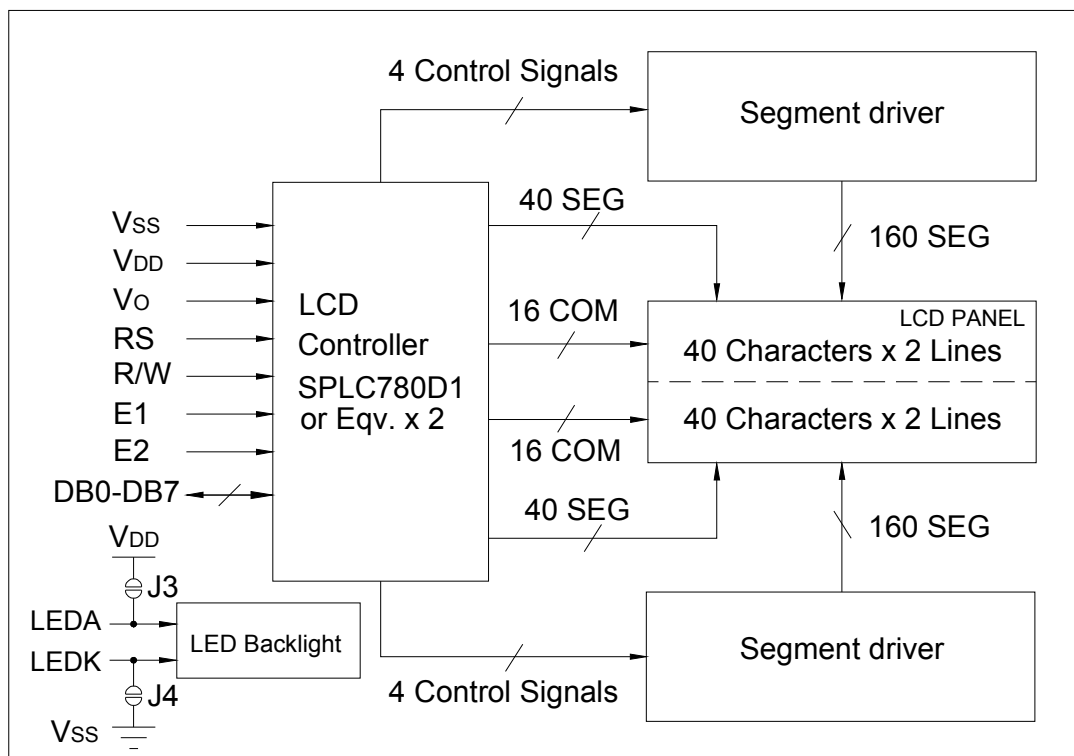 4 Control Signals
Segment driver
40 SEG
160 SEG
VSS
VDD
VO
RS
R/W
E1
E2
DB0-DB7
LCD
Controller
SPLC780D1
or Eqv. x 2
16 COM
16 COM
LCD PANEL
40 Characters x 2 Lines
40 Characters x 2 Lines
40 SEG
160 SEG
VDD
J3
LEDA
LED Backlight
LEDK
J4
VSS
4 Control Signals
Segment driver